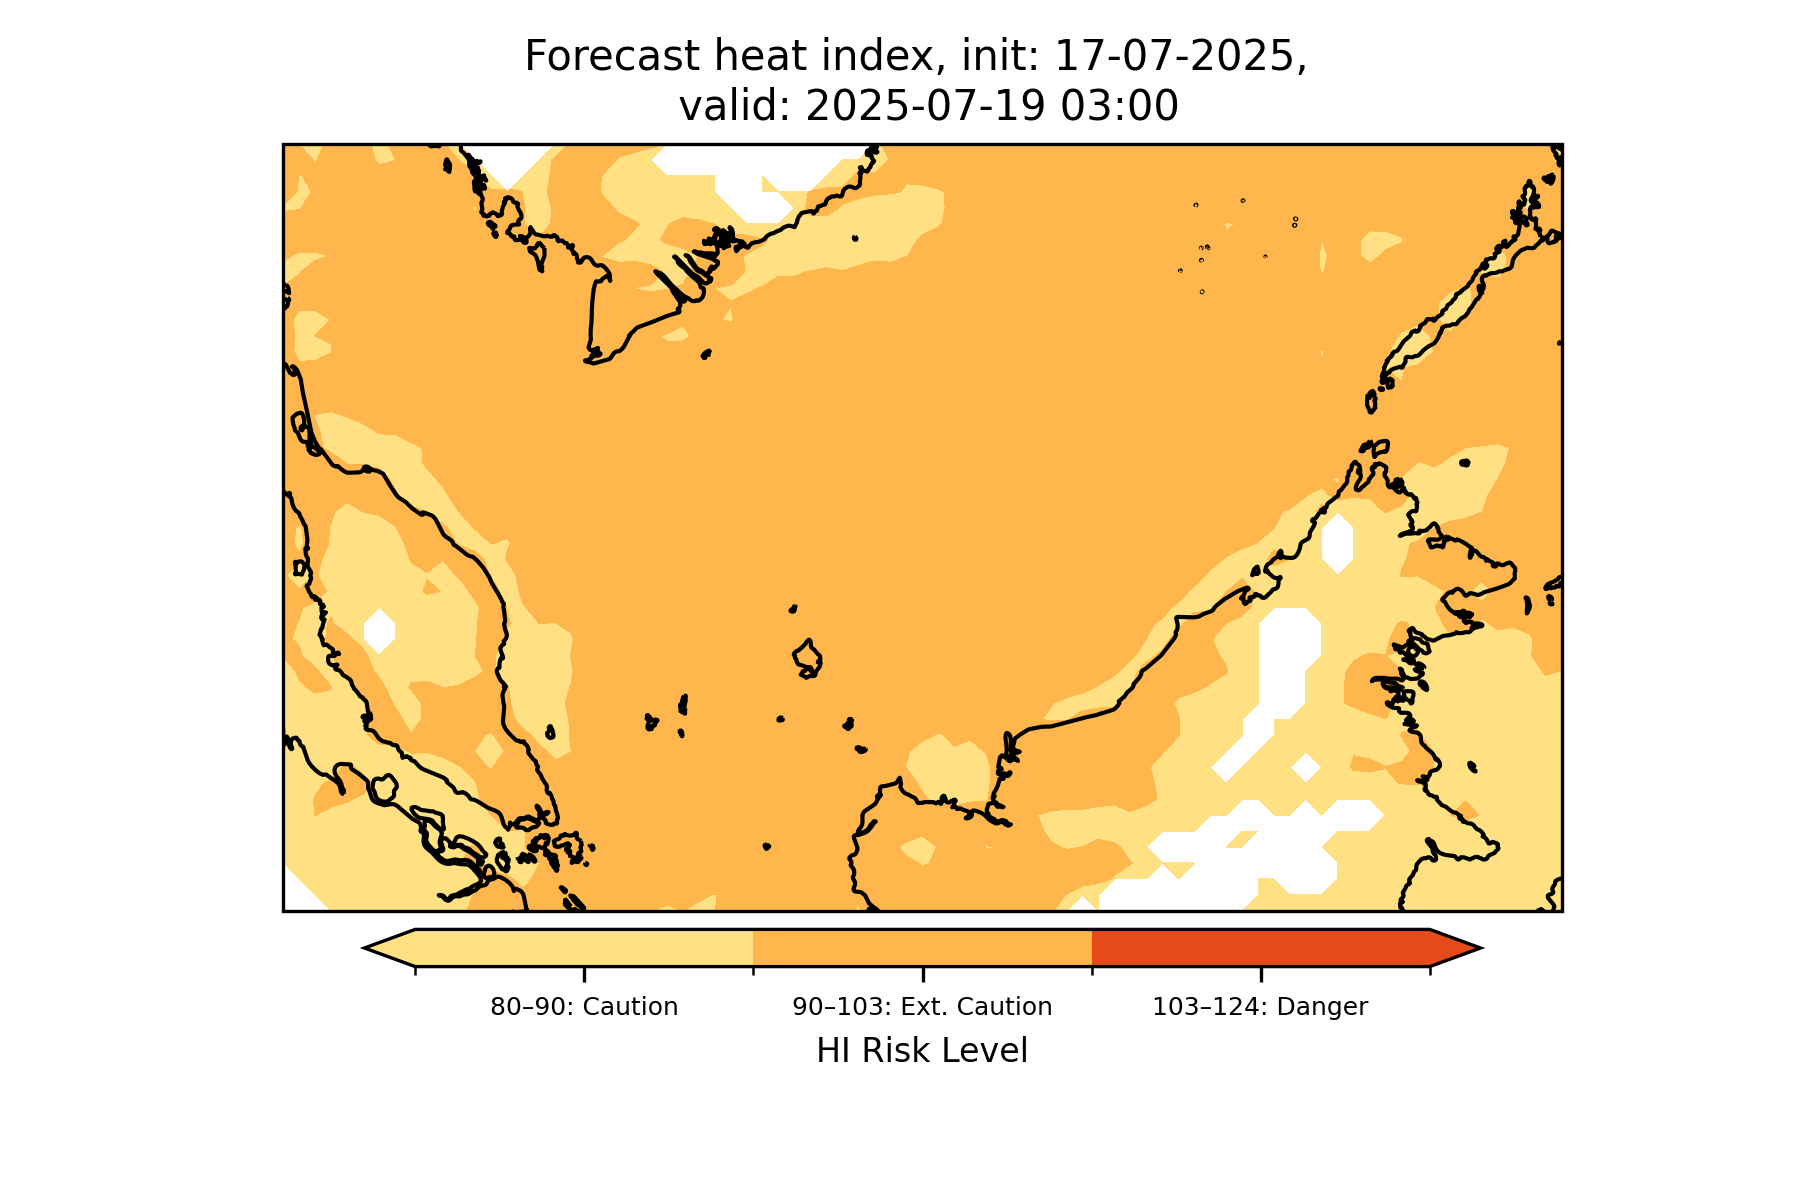 Forecast heat index, init: 17-07-2025,
valid: 2025-07-19 03:00
80–90: Caution
90–103: Ext. Caution
103–124: Danger
HI Risk Level